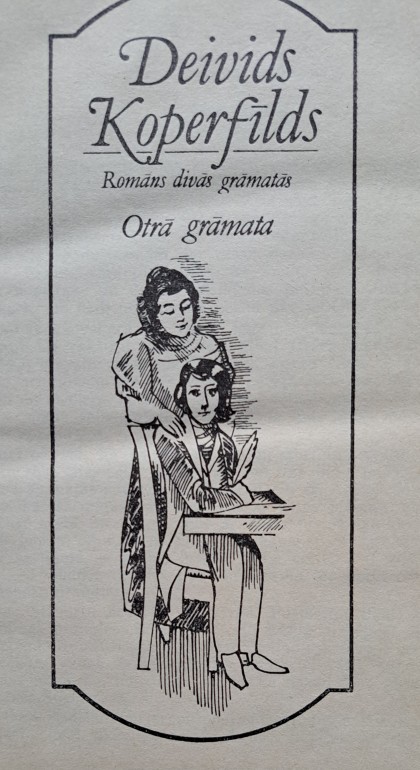 Deivids
Koperfīlds
Romāns divās grāmatās
Otrā grāmata